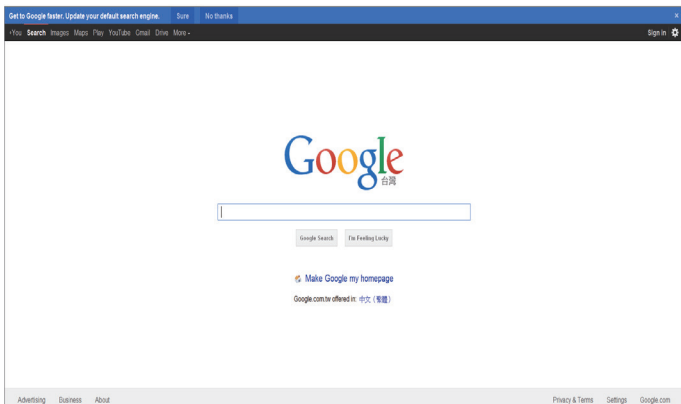 Get to Google faster. Update your default search engine. Sure No thanks x
+You Search Images Maps Play YouTube Gmail Drive More Sign in
Google
台灣
Google Search I'm Feeling Lucky
Make Google my homepage
Google.com.tw offered in: 中文（繁體）
Advertising Business About Privacy & Terms Settings Google.com